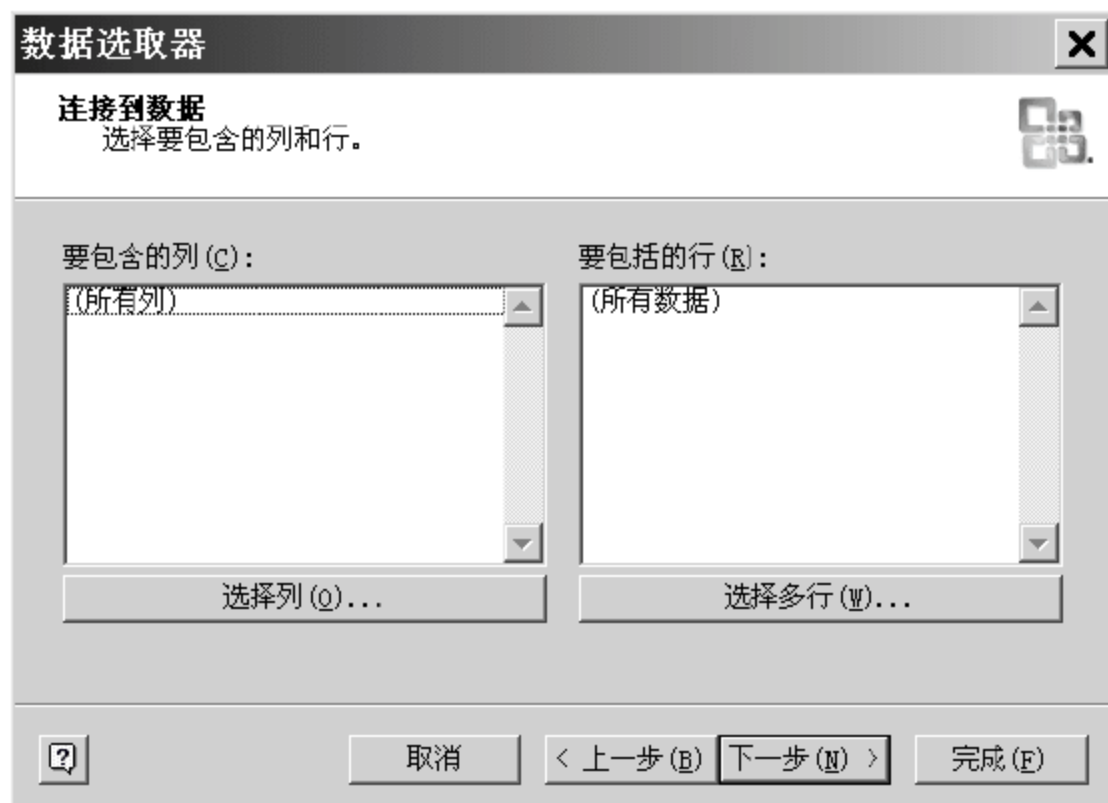 数据选取器
连接到数据
选择要包含的列和行。
要包含的列(C):
要包括的行(R):
(所有列)
(所有数据)
选择列(O)...
选择多行(W)...
取消
< 上一步(B)
下一步(N) >
完成(F)